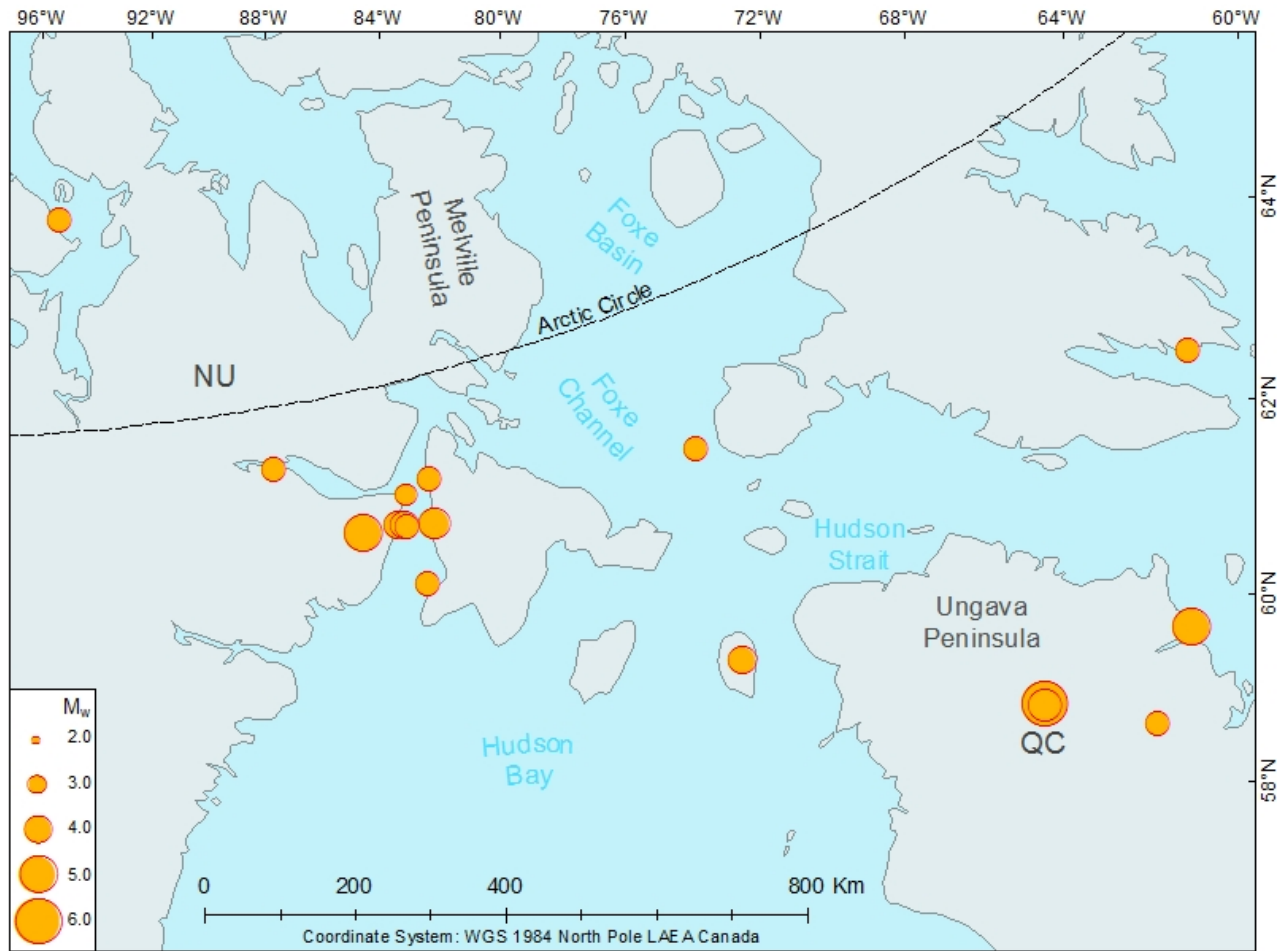 96°W 92°W 88°W 84°W 80°W 76°W 72°W 68°W 64°W 60°W
64°N
62°N
60°N
58°N
Melville
Peninsula
Foxe
Basin
Arctic Circle
NU
Foxe
Channel
Hudson
Strait
Ungava
Peninsula
QC
Hudson
Bay
Mw
2.0
3.0
4.0
5.0
6.0
0 200 400 800 Km
Coordinate System: WGS 1984 North Pole LAEA Canada